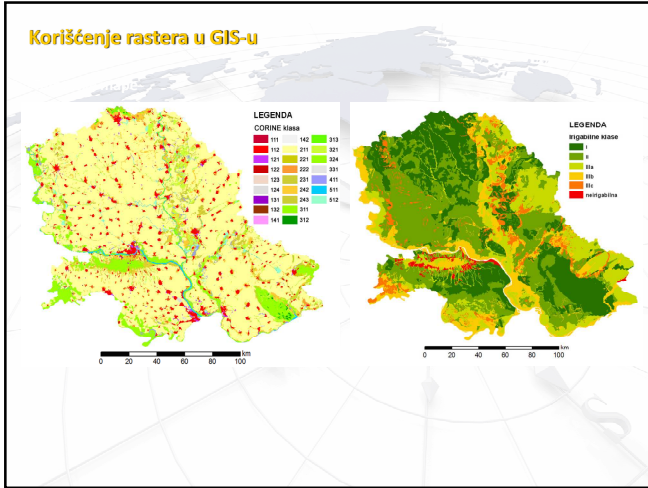 Korišćenje rastera u GIS-u
LEGENDA
CORINE klasa
111 142 313
112 211 321
121 221 324
122 222 331
123 231 411
124 242 511
131 243 512
132 311
141 312
0 20 40 60 80 100
km
LEGENDA
Irigabilne klase
I
II
IIIa
IIIb
IIIc
neirigabilna
km
0 20 40 60 80 100